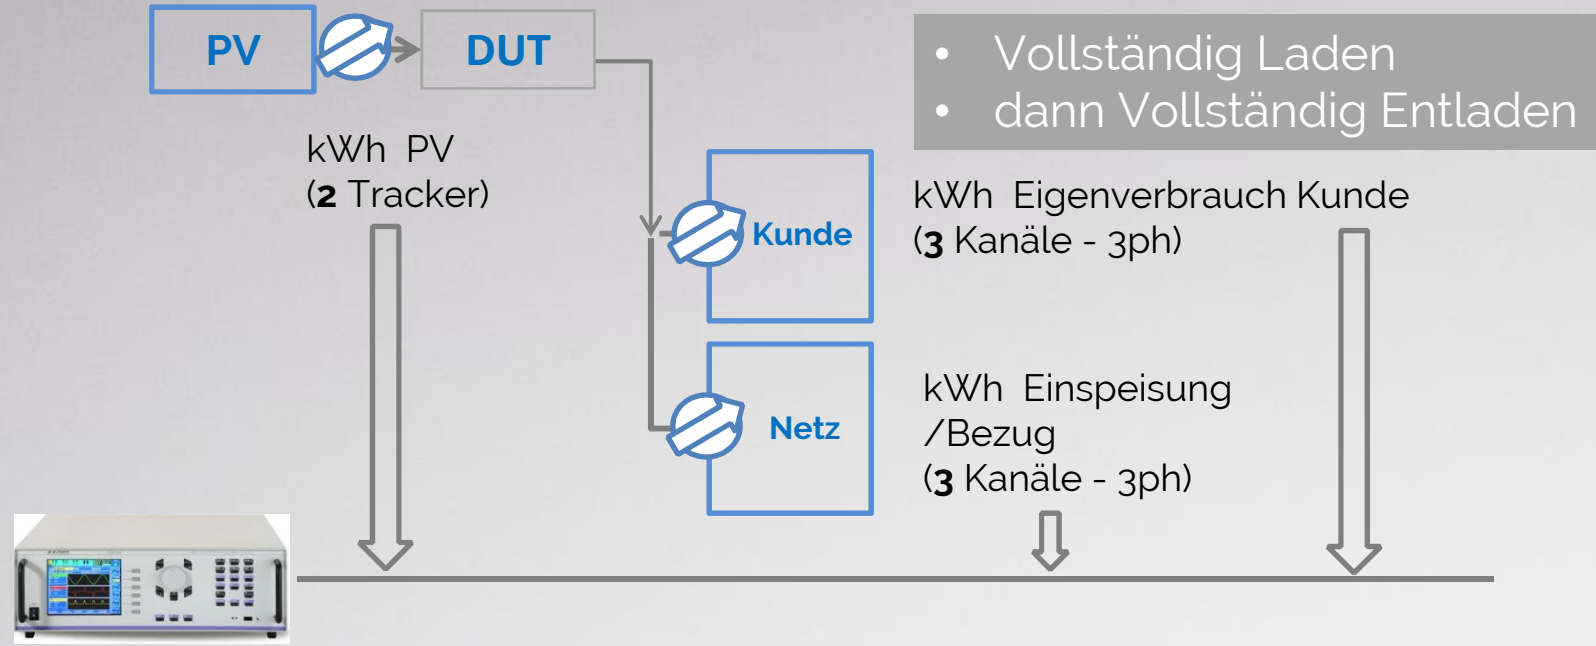 PV
DUT
• Vollständig Laden
• dann Vollständig Entladen
kWh PV
(2 Tracker)
Kunde
kWh Eigenverbrauch Kunde
(3 Kanäle - 3ph)
Netz
kWh Einspeisung
/Bezug
(3 Kanäle - 3ph)